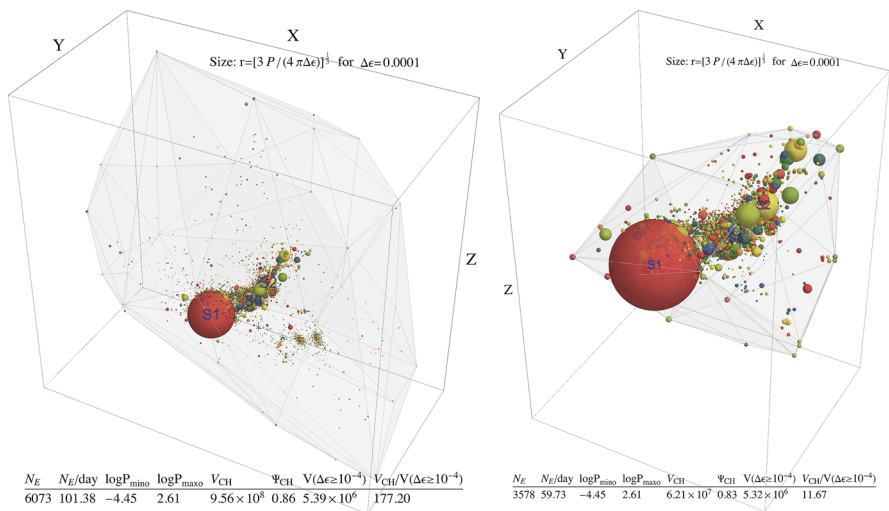 Y
X
Size: r=[3 P/(4 πΔϵ)]^{1/3} for Δϵ=0.0001
Z
S1
N_E N_E/day logP_mino logP_maxo V_CH Ψ_CH V(Δϵ≥10^{-4}) V_CH/V(Δϵ≥10^{-4})
6073 101.38 −4.45 2.61 9.56×10^8 0.86 5.39×10^6 177.20
X
Y
Size: r=[3 P/(4 πΔϵ)]^{1/3} for Δϵ=0.0001
S1
Z
N_E N_E/day logP_mino logP_maxo V_CH Ψ_CH V(Δϵ≥10^{-4}) V_CH/V(Δϵ≥10^{-4})
3578 59.73 −4.45 2.61 6.21×10^7 0.83 5.32×10^6 11.67